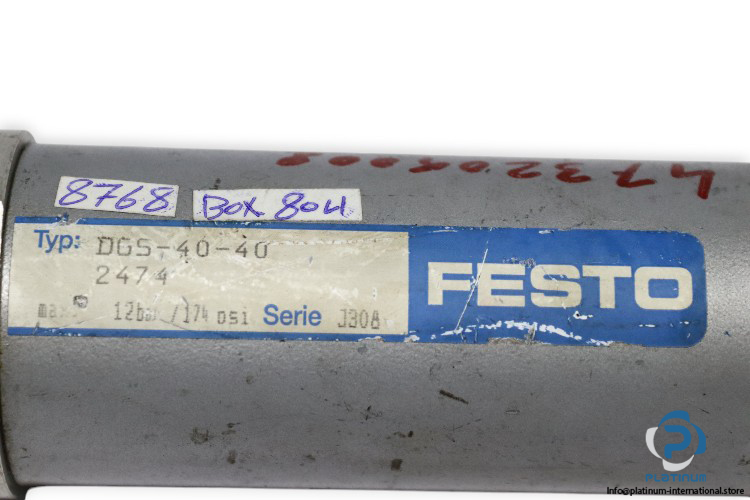 8768
BOX 804
Typ: DGS-40-40
2474
max. 12bar/174 psi Serie J308
FESTO
PLATINUM
Info@platinum-international.store